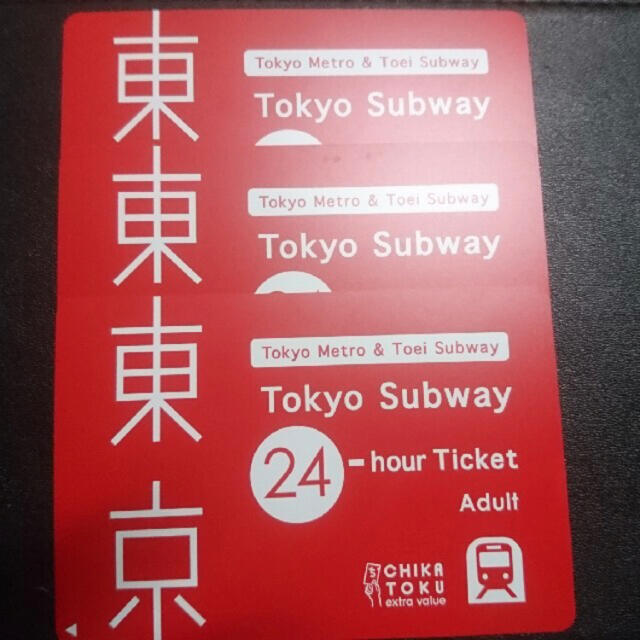 東
Tokyo Metro & Toei Subway
Tokyo Subway
東
Tokyo Metro & Toei Subway
Tokyo Subway
東京
Tokyo Metro & Toei Subway
Tokyo Subway
24-hour Ticket
Adult
CHIKA
TOKU
extra value